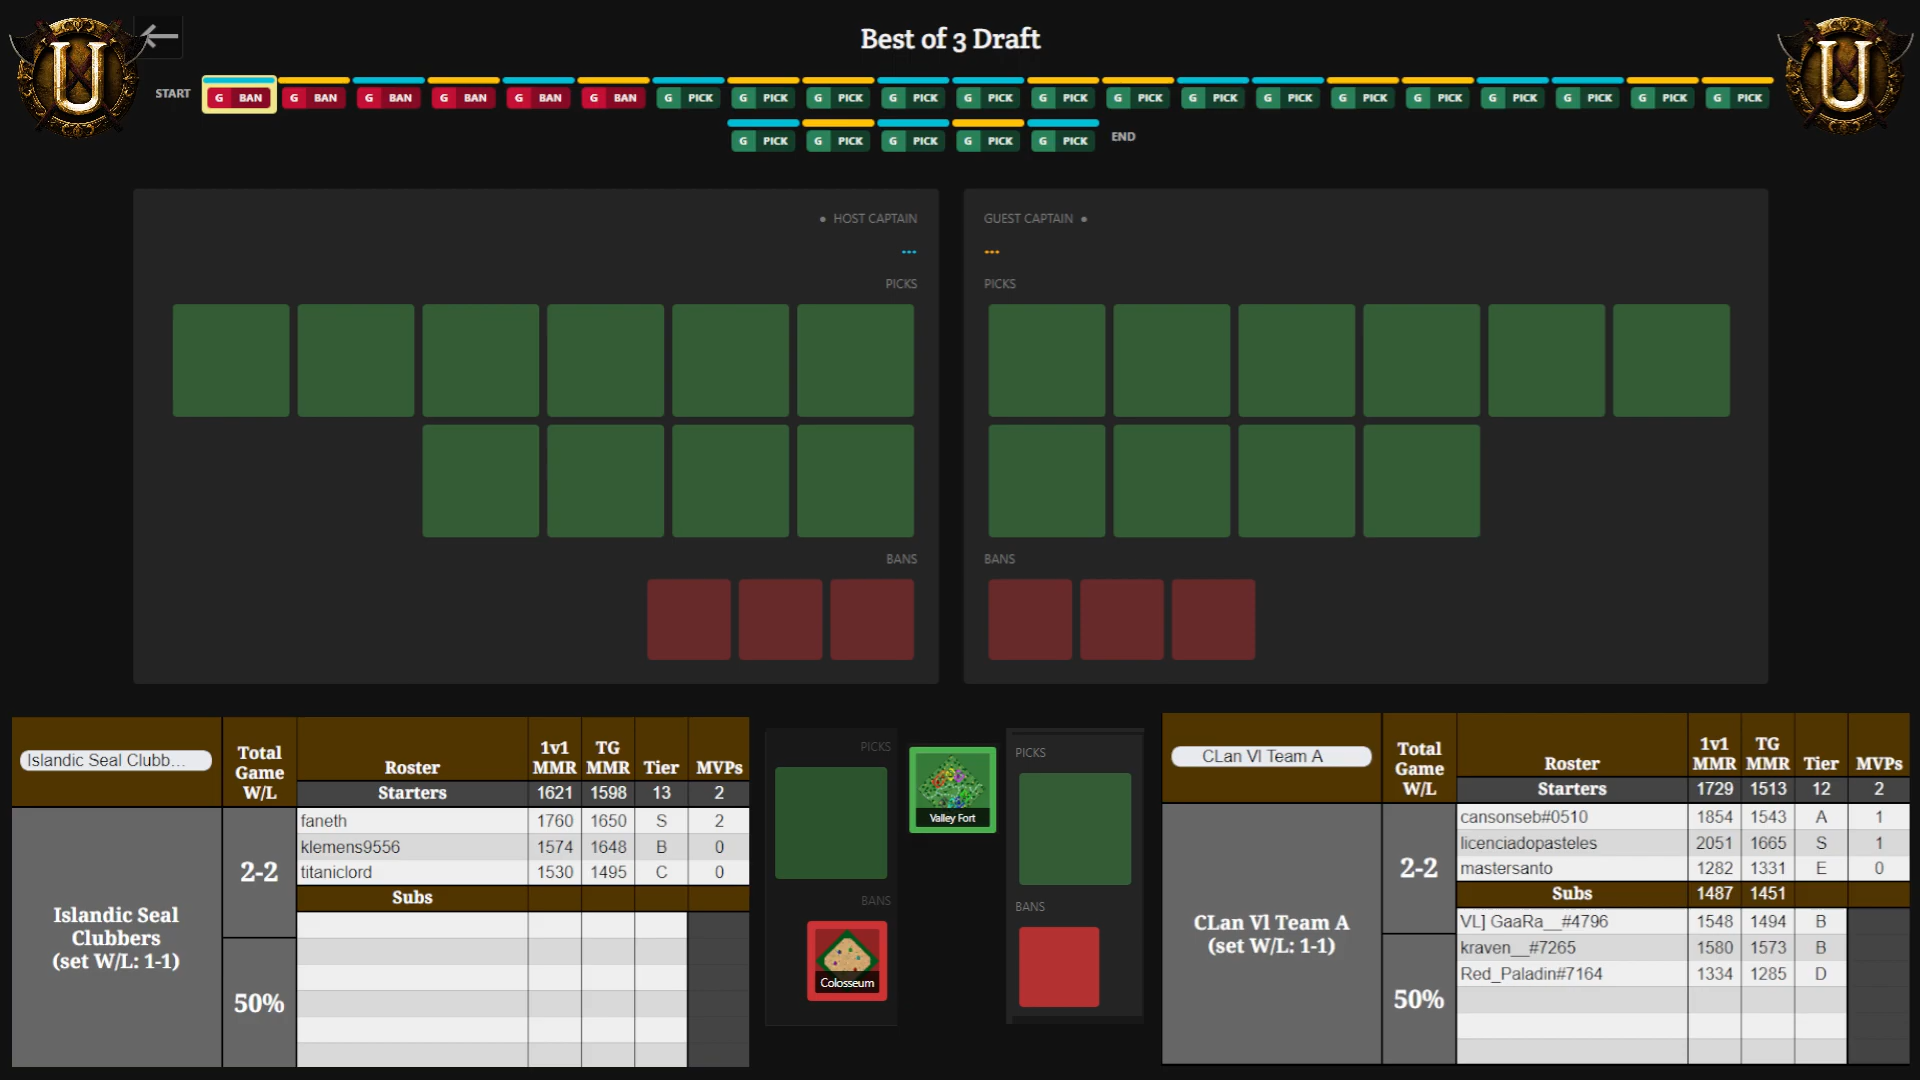 U
Best of 3 Draft
U
START G BAN G BAN G BAN G BAN G BAN G BAN G PICK G PICK G PICK G PICK G PICK G PICK G PICK G PICK G PICK G PICK G PICK G PICK G PICK G PICK G PICK
G PICK G PICK G PICK G PICK G PICK END
HOST CAPTAIN
---
PICKS
BANS
GUEST CAPTAIN
---
PICKS
BANS
Islandic Seal Clubb...
Total Game W/L
Roster 1v1 MMR TG MMR Tier MVPs
Starters 1621 1598 13 2
faneth 1760 1650 S 2
klemens9556 1574 1648 B 0
titaniclord 1530 1495 C 0
Subs
2-2
50%
Islandic Seal
Clubbers
(set W/L: 1-1)
PICKS
BANS
Colosseum
Valley Fort
PICKS
BANS
CLan Vl Team A
Total Game W/L
Roster 1v1 MMR TG MMR Tier MVPs
Starters 1729 1513 12 2
cansonseb#0510 1854 1543 A 1
licenciadopasteles 2051 1665 S 1
mastersanto 1282 1331 E 0
Subs 1487 1451
VL] GaaRa__#4796 1548 1494 B
kraven__#7265 1580 1573 B
Red_Paladin#7164 1334 1285 D
2-2
50%
CLan Vl Team A
(set W/L: 1-1)